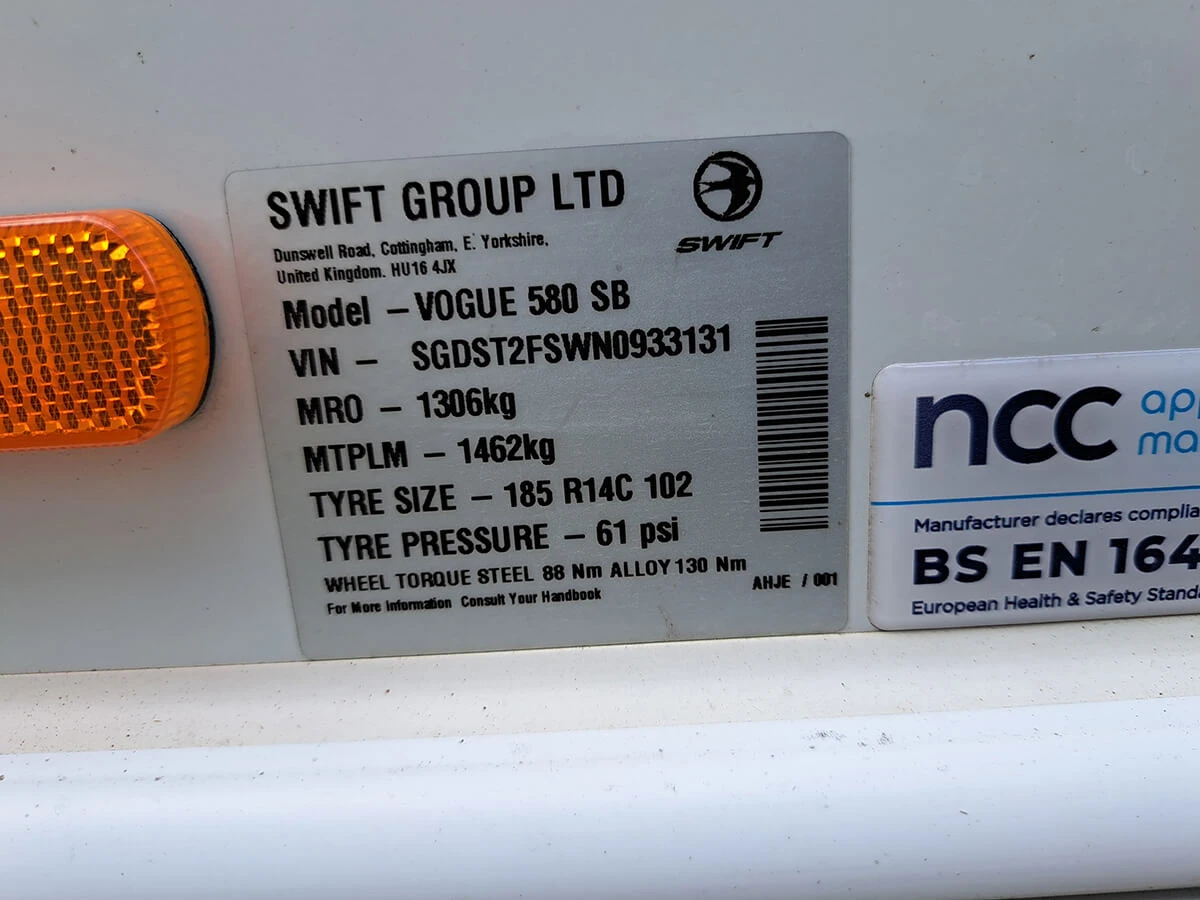 SWIFT GROUP LTD
SWIFT
Dunswell Road, Cottingham, E. Yorkshire,
United Kingdom. HU16 4JX
Model – VOGUE 580 SB
VIN – SGDST2FSWN0933131
MRO – 1306kg
MTPLM – 1462kg
TYRE SIZE – 185 R14C 102
TYRE PRESSURE – 61 psi
WHEEL TORQUE STEEL 88 Nm ALLOY 130 Nm
For More Information Consult Your Handbook
AHJE / 001
ncc
app
ma
Manufacturer declares complia
BS EN 164
European Health & Safety Standa